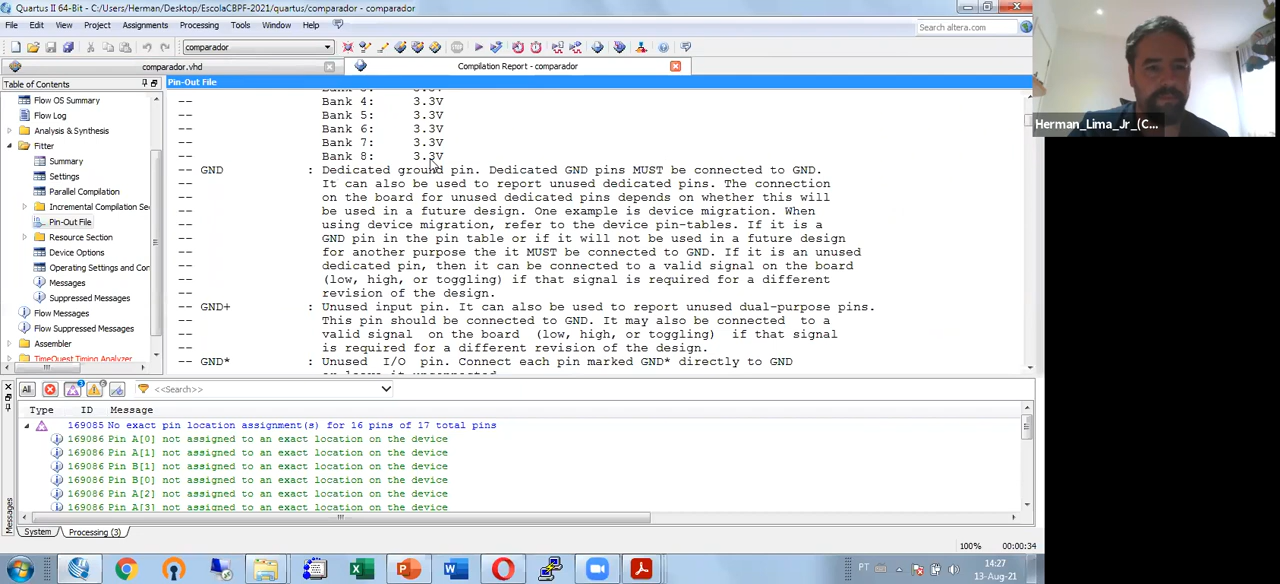 Quartus II 64-Bit - C:/Users/Herman/Desktop/EscolaCBPF-2021/quartus/comparador - comparador
File Edit View Project Assignments Processing Tools Window Help
Search altera.com
comparador
comparador.vhd
Compilation Report - comparador
Table of Contents
Pin-Out File
Flow OS Summary
Flow Log
Analysis & Synthesis
Fitter
Summary
Settings
Parallel Compilation
Incremental Compilation Se
Pin-Out File
Resource Section
Device Options
Operating Settings and Con
Messages
Suppressed Messages
Flow Messages
Flow Suppressed Messages
Assembler
TimeQuest Timing Analyzer
-- Bank 4: 3.3V
-- Bank 5: 3.3V
-- Bank 6: 3.3V
-- Bank 7: 3.3V
-- Bank 8: 3.3V
-- GND : Dedicated ground pin. Dedicated GND pins MUST be connected to GND.
-- It can also be used to report unused dedicated pins. The connection
-- on the board for unused dedicated pins depends on whether this will
-- be used in a future design. One example is device migration. When
-- using device migration, refer to the device pin-tables. If it is a
-- GND pin in the pin table or if it will not be used in a future design
-- for another purpose the it MUST be connected to GND. If it is an unused
-- dedicated pin, then it can be connected to a valid signal on the board
-- (low, high, or toggling) if that signal is required for a different
-- revision of the design.
-- GND+ : Unused input pin. It can also be used to report unused dual-purpose pins.
-- This pin should be connected to GND. It may also be connected to a
-- valid signal on the board (low, high, or toggling) if that signal
-- is required for a different revision of the design.
-- GND* : Unused I/O pin. Connect each pin marked GND* directly to GND
or leave it unconnected
Herman_Lima_Jr_(C...
All
<<Search>>
Type ID Message
169085 No exact pin location assignment(s) for 16 pins of 17 total pins
169086 Pin A[0] not assigned to an exact location on the device
169086 Pin A[1] not assigned to an exact location on the device
169086 Pin B[1] not assigned to an exact location on the device
169086 Pin B[0] not assigned to an exact location on the device
169086 Pin A[2] not assigned to an exact location on the device
169086 Pin A[3] not assigned to an exact location on the device
Messages
System
Processing (3)
100% 00:00:34
PT
14:27
13-Aug-21